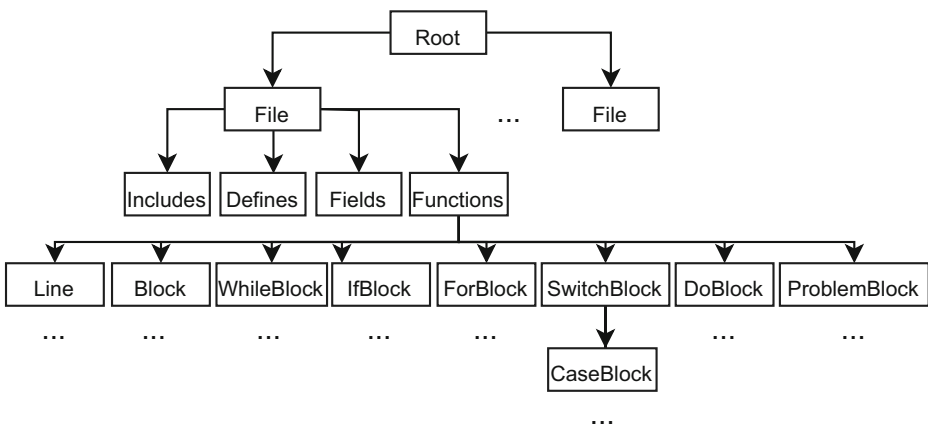 Root
File ... File
Includes Defines Fields Functions
Line Block WhileBlock IfBlock ForBlock SwitchBlock DoBlock ProblemBlock
... ... ... ... ... ... ...
CaseBlock
...